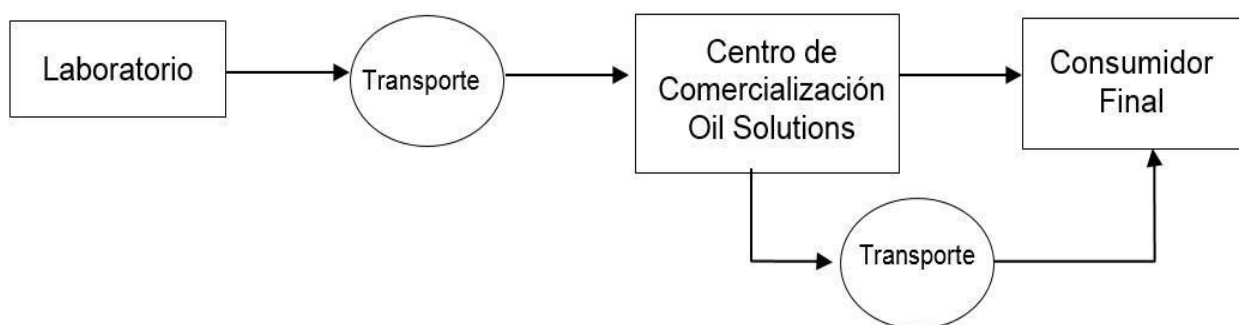 Laboratorio
Transporte
Centro de
Comercialización
Oil Solutions
Consumidor
Final
Transporte